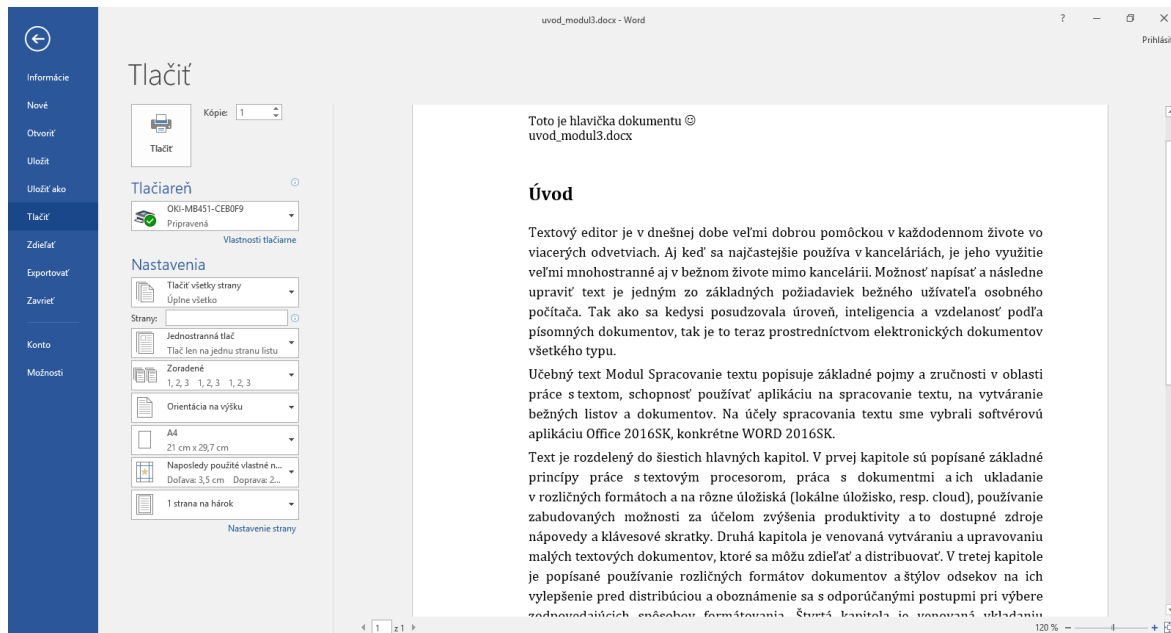 uvod_modul3.docx - Word
?
Prihlásiť
Informácie
Nové
Otvoriť
Uložiť
Uložiť ako
Tlačiť
Zdieľať
Exportovať
Zavrieť
Konto
Možnosti
Tlačiť
Tlačiť
Kópie: 1
Tlačiareň
OKI-MB451-CEB0F9
Pripravená
Vlastnosti tlačiarne
Nastavenia
Tlačiť všetky strany
Úplne všetko
Strany:
Jednostranná tlač
Tlač len na jednu stranu listu
Zoradené
1, 2, 3 1, 2, 3 1, 2, 3
Orientácia na výšku
A4
21 cm x 29,7 cm
Naposledy použité vlastné n...
Doľava: 3,5 cm Doprava: 2...
1 strana na hárok
Nastavenie strany
Toto je hlavička dokumentu ☺
uvod_modul3.docx
Úvod
Textový editor je v dnešnej dobe veľmi dobrou pomôckou v každodennom živote vo
viacerých odvetviach. Aj keď sa najčastejšie používa v kanceláriách, je jeho využitie
veľmi mnohostranné aj v bežnom živote mimo kancelárii. Možnosť napísať a následne
upraviť text je jedným zo základných požiadaviek bežného užívateľa osobného
počítača. Tak ako sa kedysi posudzovala úroveň, inteligencia a vzdelanosť podľa
písomných dokumentov, tak je to teraz prostredníctvom elektronických dokumentov
všetkého typu.
Učebný text Modul Spracovanie textu popisuje základné pojmy a zručnosti v oblasti
práce s textom, schopnosť používať aplikáciu na spracovanie textu, na vytváranie
bežných listov a dokumentov. Na účely spracovania textu sme vybrali softvérovú
aplikáciu Office 2016SK, konkrétne WORD 2016SK.
Text je rozdelený do šiestich hlavných kapitol. V prvej kapitole sú popísané základné
princípy práce s textovým procesorom, práca s dokumentmi a ich ukladanie
v rozličných formátoch a na rôzne úložiská (lokálne úložisko, resp. cloud), používanie
zabudovaných možnosti za účelom zvýšenia produktivity a to dostupné zdroje
nápovedy a klávesové skratky. Druhá kapitola je venovaná vytváraniu a upravovaniu
malých textových dokumentov, ktoré sa môžu zdieľať a distribuovať. V tretej kapitole
je popísané používanie rozličných formátov dokumentov a štýlov odsekov na ich
vylepšenie pred distribúciou a oboznámenie sa s odporúčanými postupmi pri výbere
zodpovedajúcich spôsobov formátovania. Štvrtá kapitola je venovaná vkladaniu
1 z 1
120 %